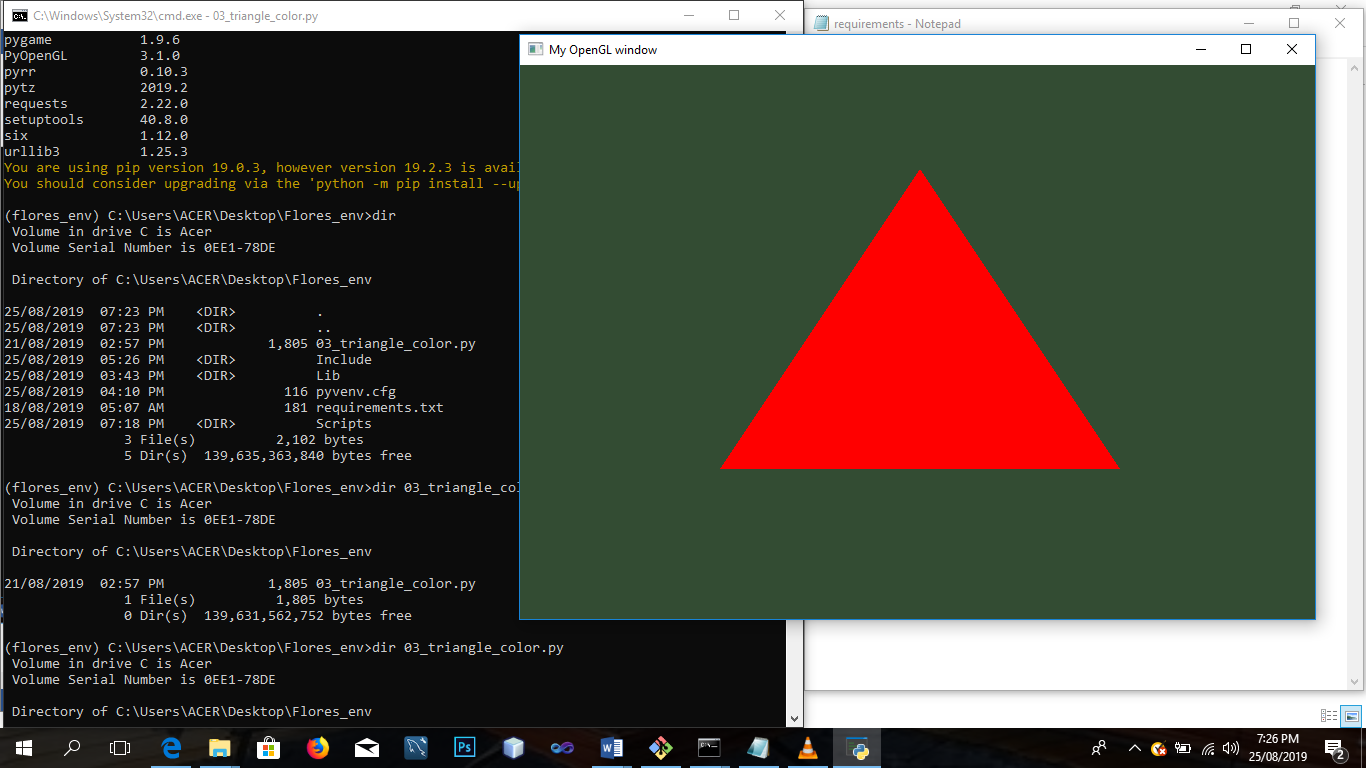 C:\Windows\System32\cmd.exe - 03_triangle_color.py
pygame 1.9.6
PyOpenGL 3.1.0
pyrr 0.10.3
pytz 2019.2
requests 2.22.0
setuptools 40.8.0
six 1.12.0
urllib3 1.25.3
You are using pip version 19.0.3, however version 19.2.3 is avai
You should consider upgrading via the 'python -m pip install --up
(flores_env) C:\Users\ACER\Desktop\Flores_env>dir
Volume in drive C is Acer
Volume Serial Number is 0EE1-78DE
Directory of C:\Users\ACER\Desktop\Flores_env
25/08/2019 07:23 PM <DIR> .
25/08/2019 07:23 PM <DIR> ..
21/08/2019 02:57 PM 1,805 03_triangle_color.py
25/08/2019 05:26 PM <DIR> Include
25/08/2019 03:43 PM <DIR> Lib
25/08/2019 04:10 PM 116 pyvenv.cfg
18/08/2019 05:07 AM 181 requirements.txt
25/08/2019 07:18 PM <DIR> Scripts
3 File(s) 2,102 bytes
5 Dir(s) 139,635,363,840 bytes free
(flores_env) C:\Users\ACER\Desktop\Flores_env>dir 03_triangle_col
Volume in drive C is Acer
Volume Serial Number is 0EE1-78DE
Directory of C:\Users\ACER\Desktop\Flores_env
21/08/2019 02:57 PM 1,805 03_triangle_color.py
1 File(s) 1,805 bytes
0 Dir(s) 139,631,562,752 bytes free
(flores_env) C:\Users\ACER\Desktop\Flores_env>dir 03_triangle_color.py
Volume in drive C is Acer
Volume Serial Number is 0EE1-78DE
Directory of C:\Users\ACER\Desktop\Flores_env
requirements - Notepad
My OpenGL window
Ps
7:26 PM
25/08/2019
2